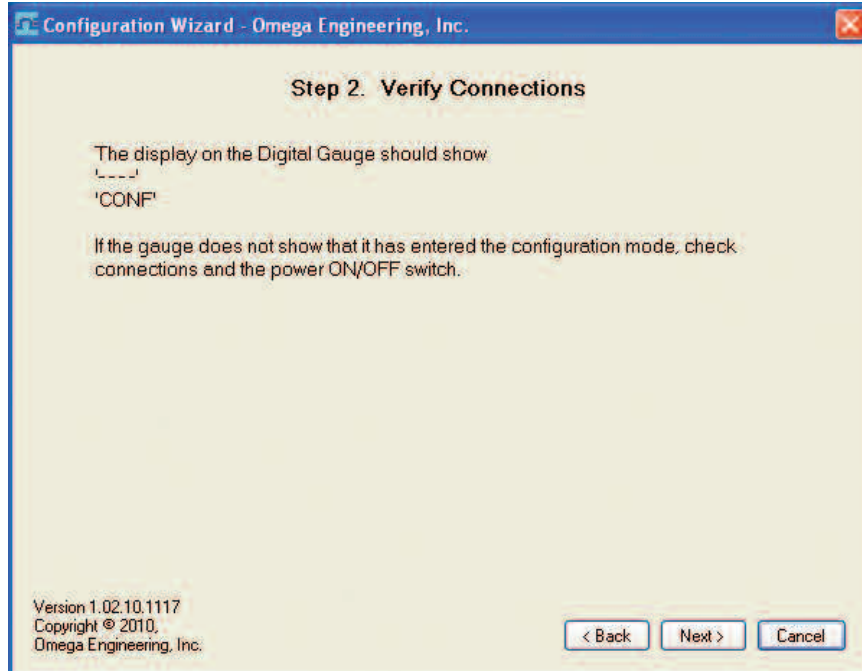 Configuration Wizard - Omega Engineering, Inc.
Step 2. Verify Connections
The display on the Digital Gauge should show
'----'
'CONF'
If the gauge does not show that it has entered the configuration mode, check
connections and the power ON/OFF switch.
Version 1.02.10.1117
Copyright © 2010,
Omega Engineering, Inc.
< Back Next > Cancel